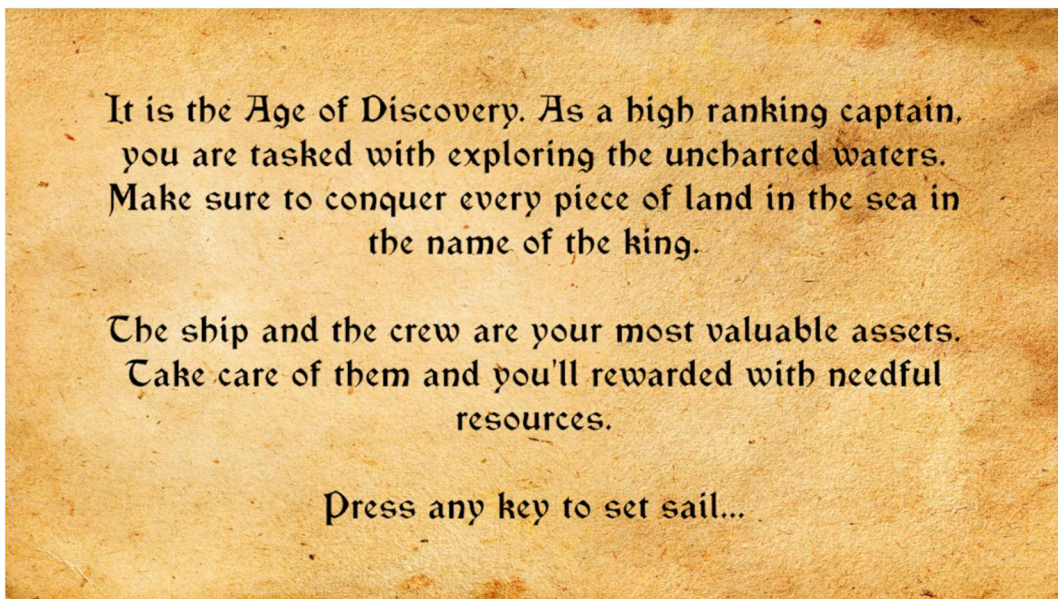 It is the Age of Discovery. As a high ranking captain,
you are tasked with exploring the uncharted waters.
Make sure to conquer every piece of land in the sea in
the name of the king.
The ship and the crew are your most valuable assets.
Take care of them and you'll rewarded with needful
resources.
Press any key to set sail...